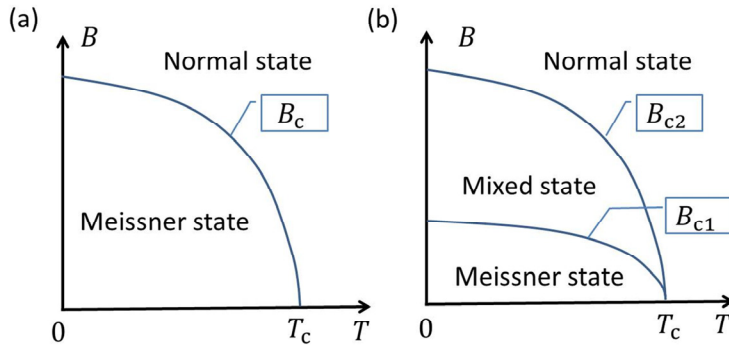 (a)
B
Normal state
B_c
Meissner state
0
T_c
T
(b)
B
Normal state
B_c2
Mixed state
B_c1
Meissner state
0
T_c
T